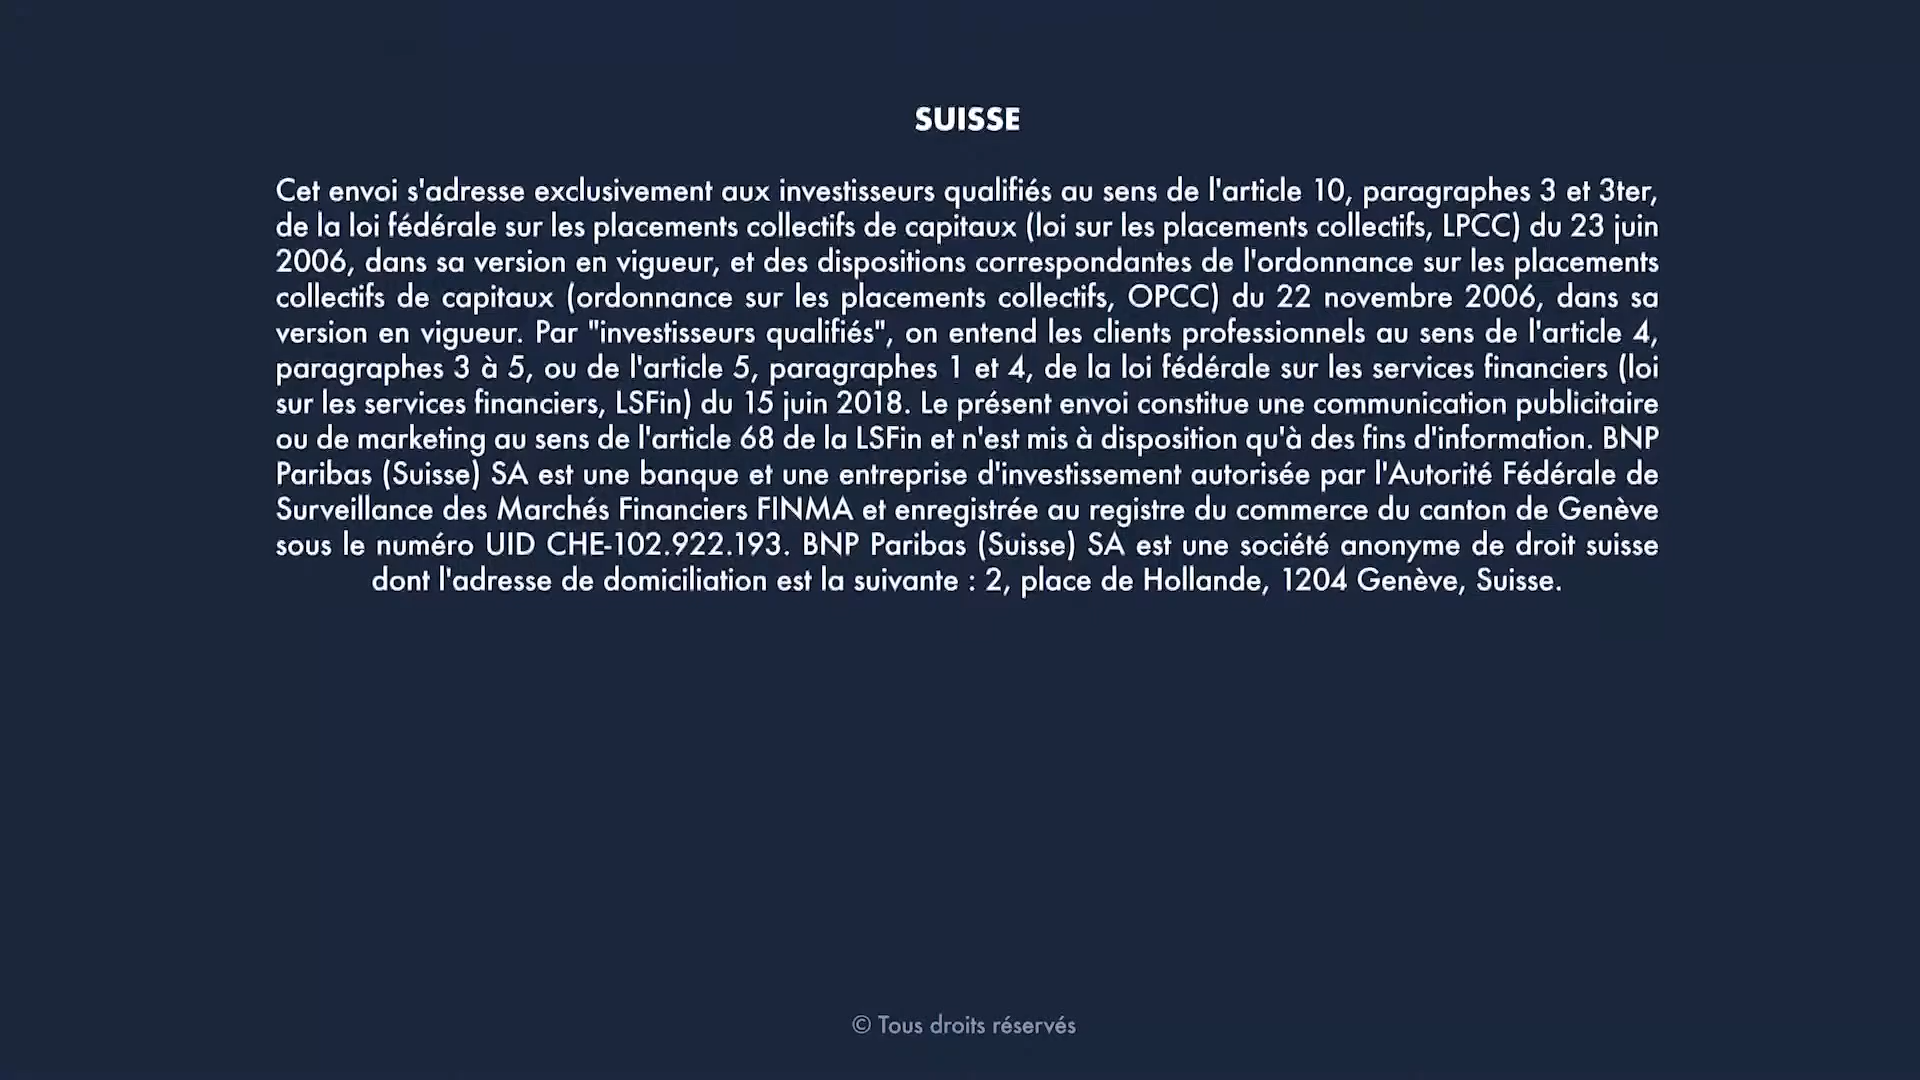 SUISSE
Cet envoi s'adresse exclusivement aux investisseurs qualifiés au sens de l'article 10, paragraphes 3 et 3ter,
de la loi fédérale sur les placements collectifs de capitaux (loi sur les placements collectifs, LPCC) du 23 juin
2006, dans sa version en vigueur, et des dispositions correspondantes de l'ordonnance sur les placements
collectifs de capitaux (ordonnance sur les placements collectifs, OPCC) du 22 novembre 2006, dans sa
version en vigueur. Par "investisseurs qualifiés", on entend les clients professionnels au sens de l'article 4,
paragraphes 3 à 5, ou de l'article 5, paragraphes 1 et 4, de la loi fédérale sur les services financiers (loi
sur les services financiers, LSFin) du 15 juin 2018. Le présent envoi constitue une communication publicitaire
ou de marketing au sens de l'article 68 de la LSFin et n'est mis à disposition qu'à des fins d'information. BNP
Paribas (Suisse) SA est une banque et une entreprise d'investissement autorisée par l'Autorité Fédérale de
Surveillance des Marchés Financiers FINMA et enregistrée au registre du commerce du canton de Genève
sous le numéro UID CHE-102.922.193. BNP Paribas (Suisse) SA est une société anonyme de droit suisse
dont l'adresse de domiciliation est la suivante : 2, place de Hollande, 1204 Genève, Suisse.
© Tous droits réservés